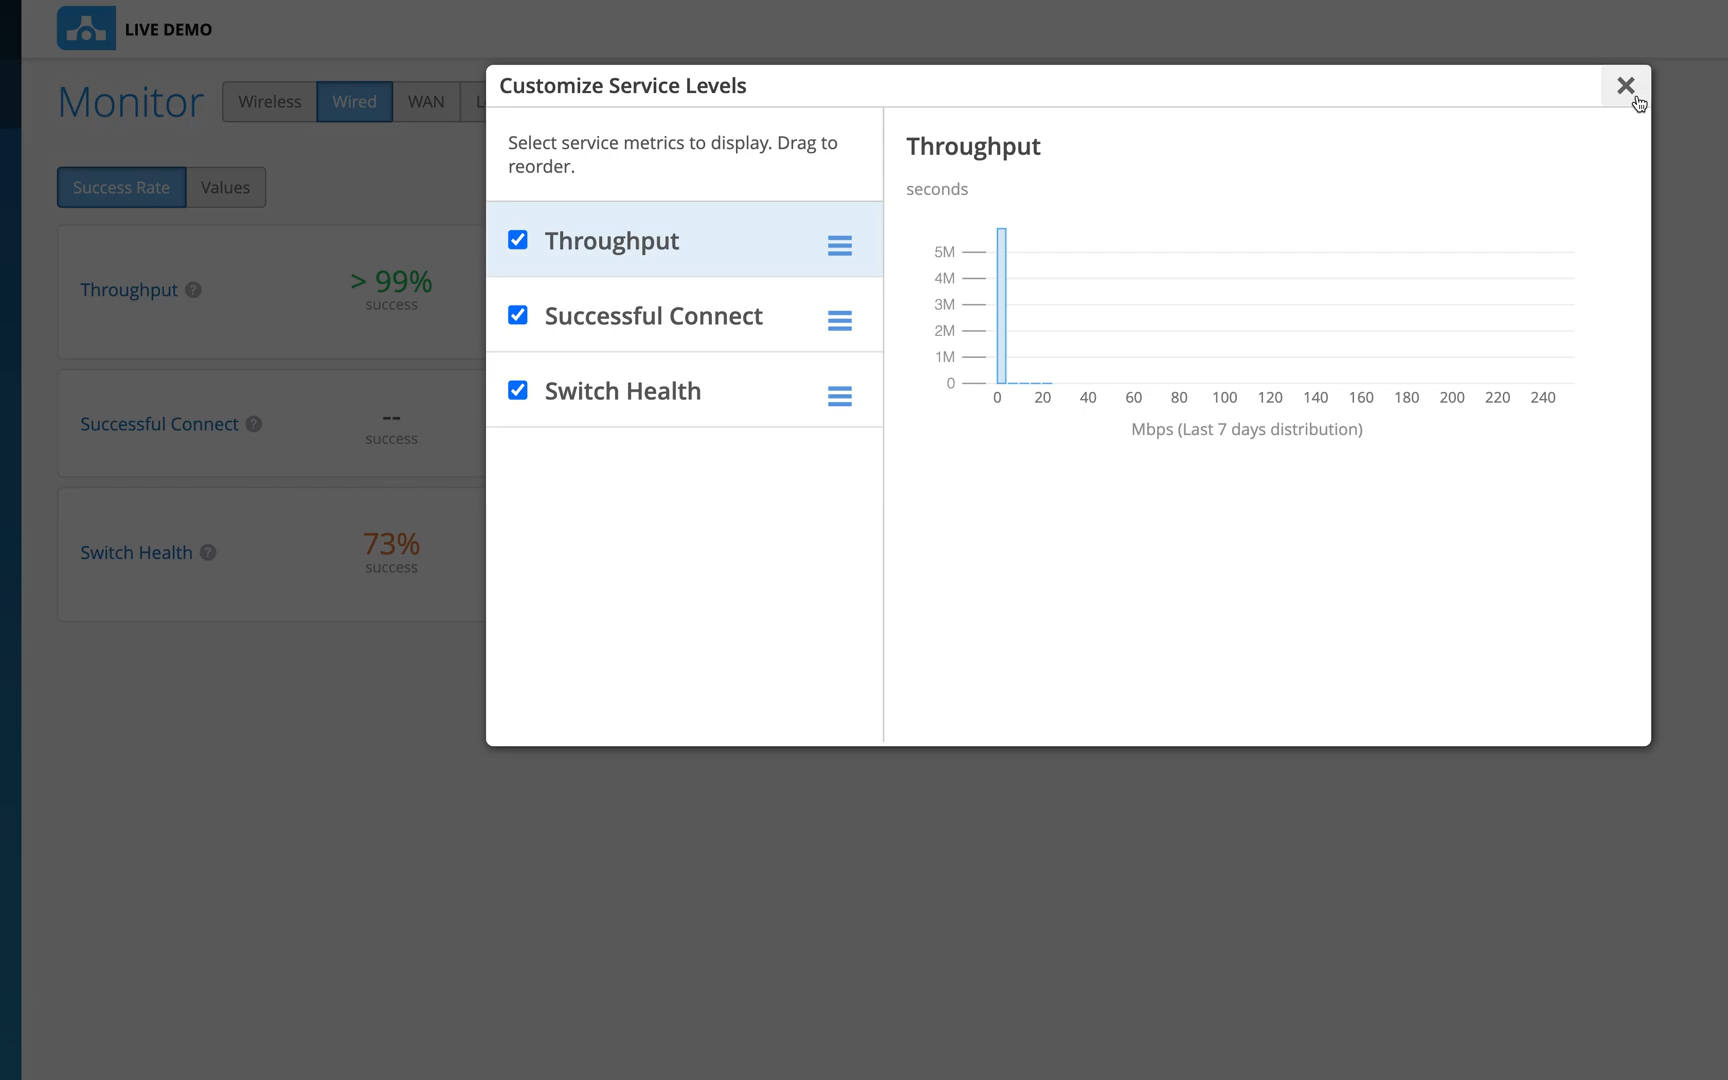 LIVE DEMO
Monitor
Wireless
Wired
WAN
L
Success Rate
Values
Throughput
> 99%
success
Successful Connect
--
success
Switch Health
73%
success
Customize Service Levels
Select service metrics to display. Drag to
reorder.
Throughput
Successful Connect
Switch Health
Throughput
seconds
5M
4M
3M
2M
1M
0
0 20 40 60 80 100 120 140 160 180 200 220 240
Mbps (Last 7 days distribution)